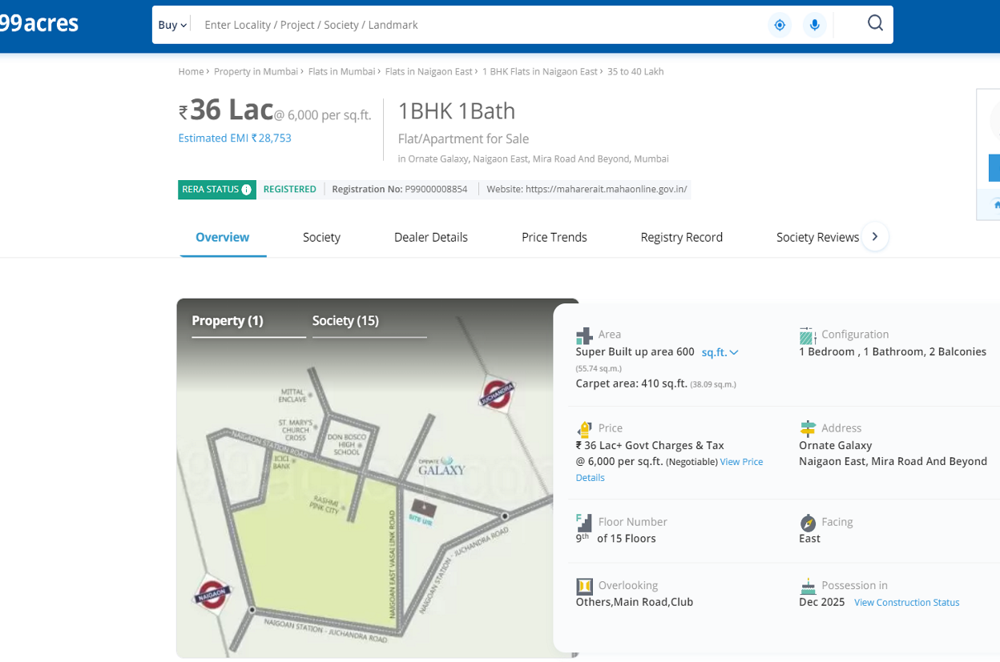 99acres
Buy
Enter Locality / Project / Society / Landmark
Home › Property in Mumbai › Flats in Mumbai › Flats in Naigaon East › 1 BHK Flats in Naigaon East › 35 to 40 Lakh
₹36 Lac@ 6,000 per sq.ft.
Estimated EMI ₹28,753
1BHK 1Bath
Flat/Apartment for Sale
in Ornate Galaxy, Naigaon East, Mira Road And Beyond, Mumbai
RERA STATUS i REGISTERED Registration No: P99000008854 Website: https://maharerait.mahaonline.gov.in/
Overview Society Dealer Details Price Trends Registry Record Society Reviews
Property (1) Society (15)
MITTAL
ENCLAVE
ST. MARY'S
CHURCH
CROSS
DON BOSCO
HIGH
SCHOOL
NAIGAON STATION ROAD
ICICI
BANK
JUCHANDRA
ORNATE
GALAXY
RASHMI
PINK CITY
SITE U/R
NAIGOAN EAST VASAI LINK ROAD
NAIGOAN STATION - JUCHANDRA ROAD
NAIGAON
NAIGOAN STATION - JUCHANDRA ROAD
Area
Super Built up area 600 sq.ft.
(55.74 sq.m.)
Carpet area: 410 sq.ft. (38.09 sq.m.)
Configuration
1 Bedroom , 1 Bathroom, 2 Balconies
Price
₹ 36 Lac+ Govt Charges & Tax
@ 6,000 per sq.ft. (Negotiable) View Price
Details
Address
Ornate Galaxy
Naigaon East, Mira Road And Beyond
F
Floor Number
9th of 15 Floors
Facing
East
Overlooking
Others,Main Road,Club
Possession in
Dec 2025 View Construction Status